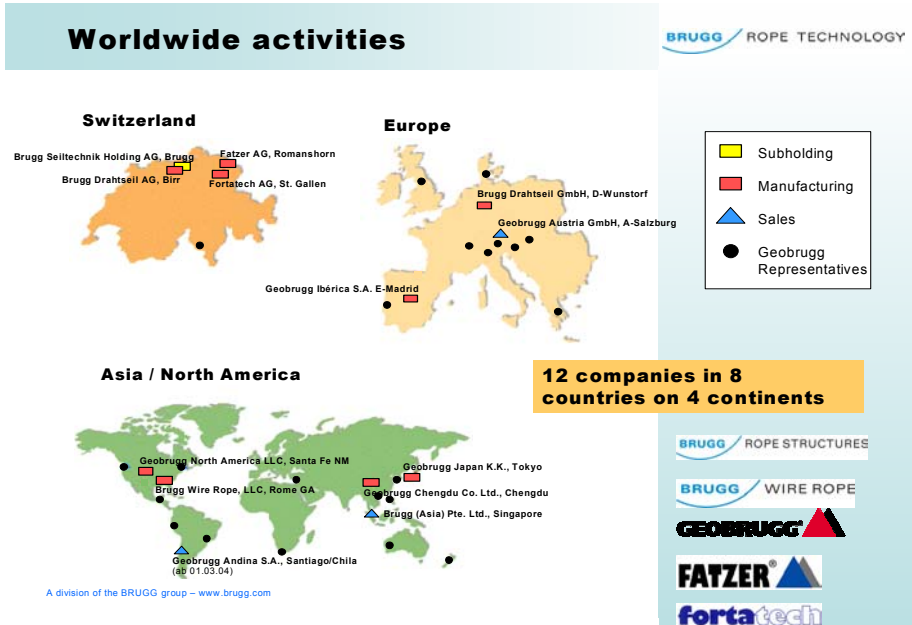 Worldwide activities
BRUGG ROPE TECHNOLOGY
Switzerland
Europe
Brugg Seiltechnik Holding AG, Brugg
Fatzer AG, Romanshorn
Brugg Drahtseil AG, Birr
Fortatech AG, St. Gallen
Brugg Drahtseil GmbH, D-Wunstorf
Geobrugg Austria GmbH, A-Salzburg
Geobrugg Ibérica S.A. E-Madrid
Subholding
Manufacturing
Sales
Geobrugg
Representatives
Asia / North America
12 companies in 8
countries on 4 continents
Geobrugg North America LLC, Santa Fe NM
Brugg Wire Rope, LLC, Rome GA
Geobrugg Japan K.K., Tokyo
Geobrugg Chengdu Co. Ltd., Chengdu
Brugg (Asia) Pte. Ltd., Singapore
Geobrugg Andina S.A., Santiago/Chila
(ab 01.03.04)
BRUGG ROPE STRUCTURES
BRUGG WIRE ROPE
GEOBRUGG®
FATZER®
fortatech
A division of the BRUGG group – www.brugg.com